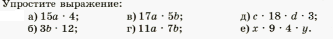 Упростите выражение:
а) 15a · 4; в) 17a · 5b; д) c · 18 · d · 3;
б) 3b · 12; г) 11a · 7b; е) x · 9 · 4 · y.